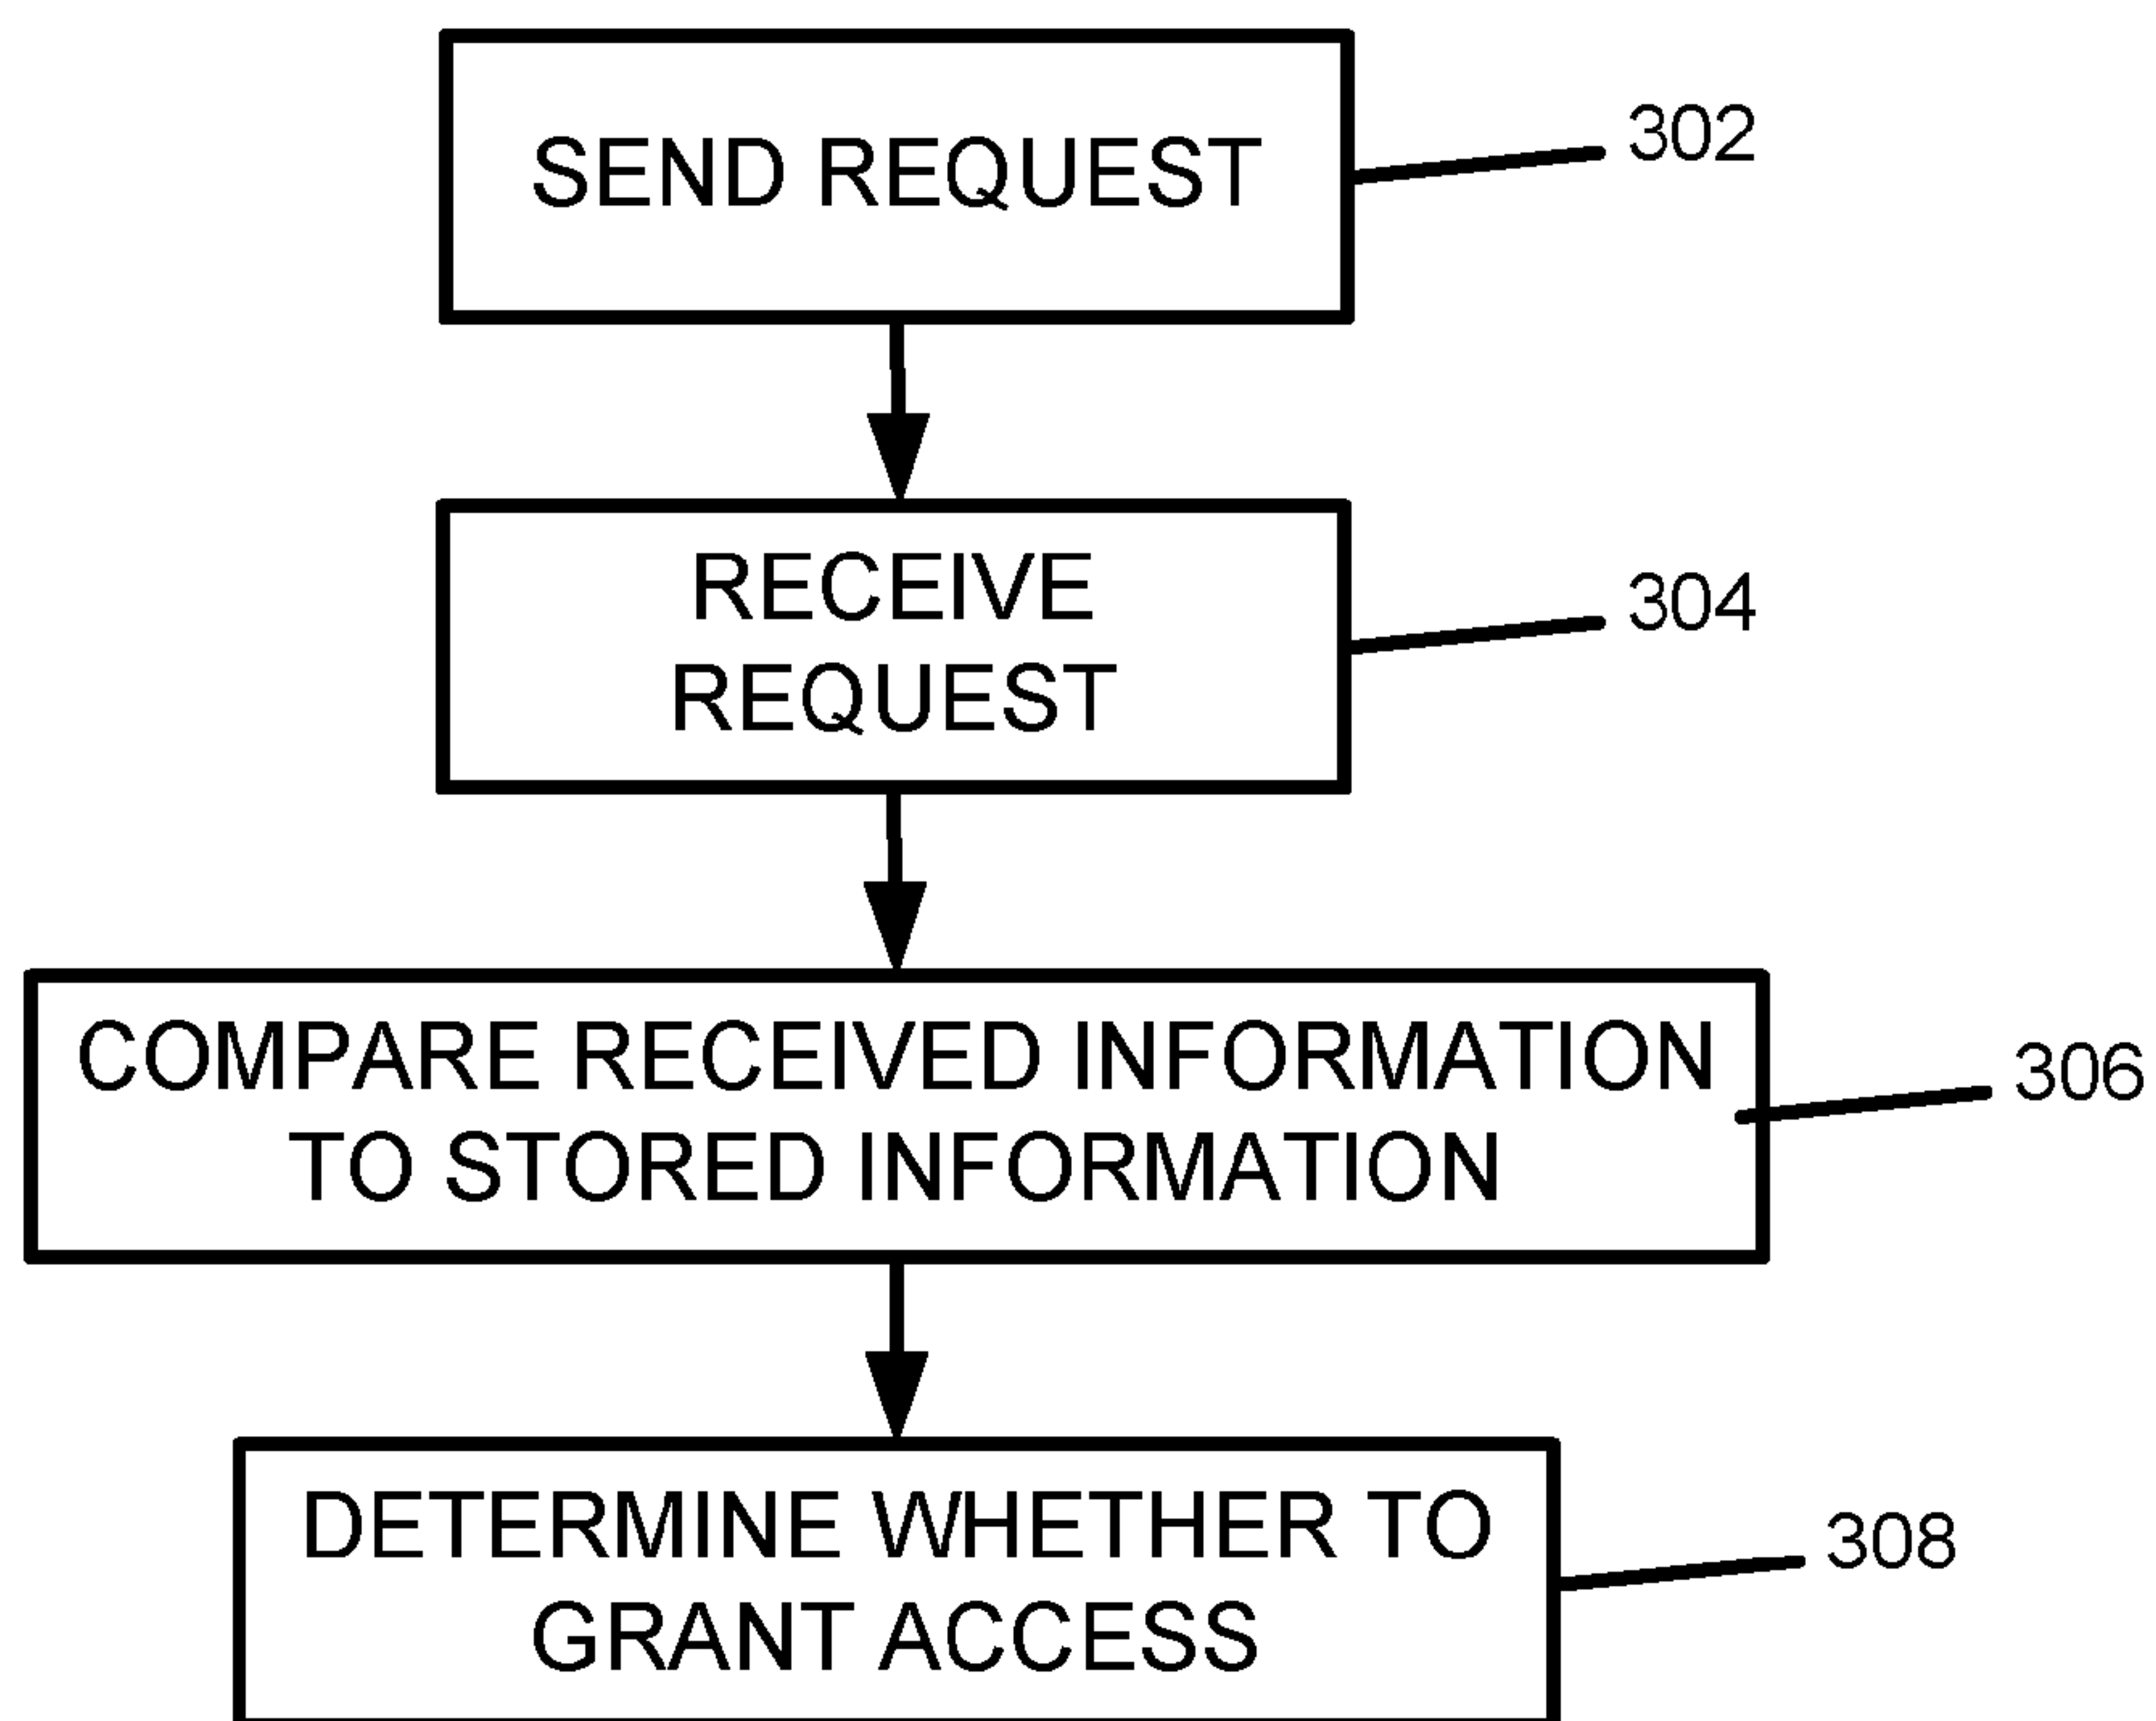 SEND REQUEST
302
RECEIVE
REQUEST
304
COMPARE RECEIVED INFORMATION
TO STORED INFORMATION
306
DETERMINE WHETHER TO
GRANT ACCESS
308